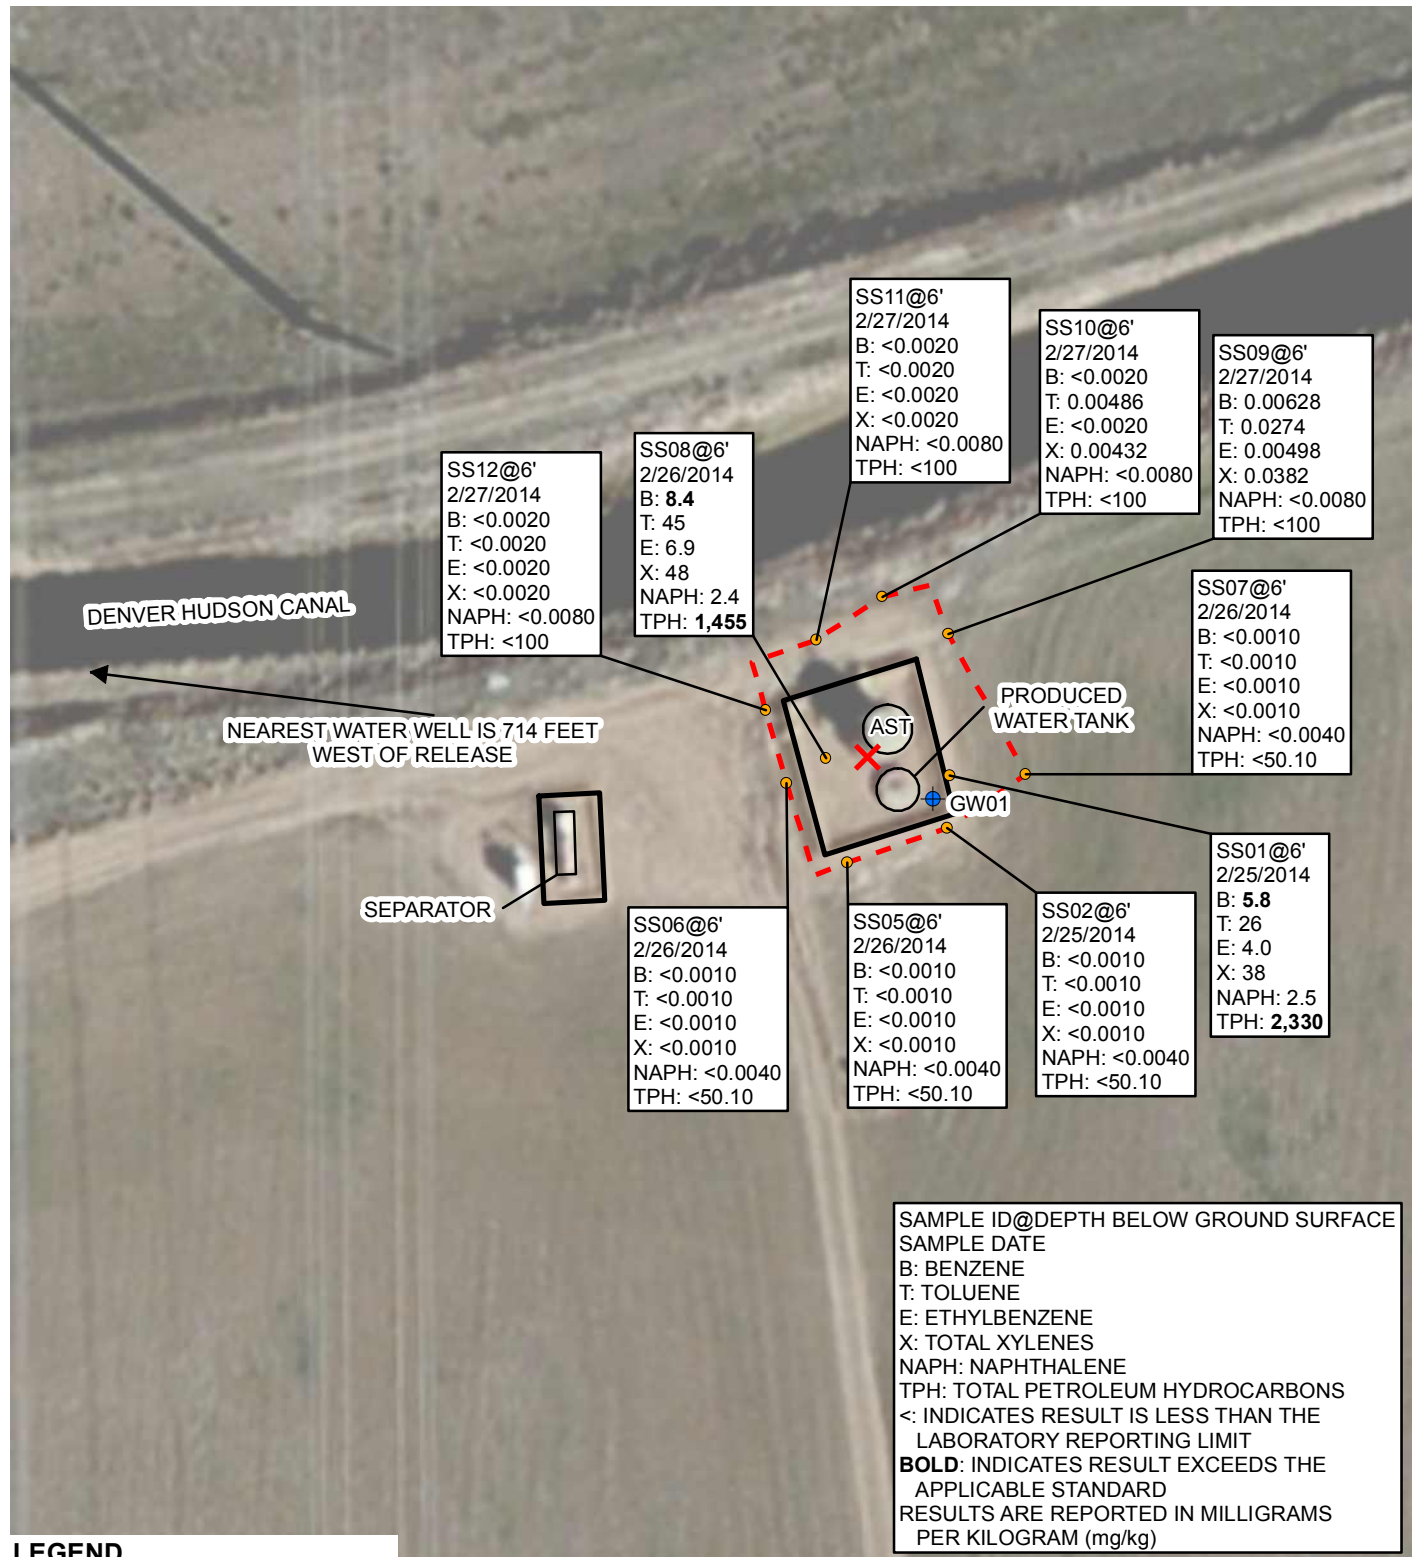 SS11@6'
2/27/2014
B: <0.0020
T: <0.0020
E: <0.0020
X: <0.0020
NAPH: <0.0080
TPH: <100
SS10@6'
2/27/2014
B: <0.0020
T: 0.00486
E: <0.0020
X: 0.00432
NAPH: <0.0080
TPH: <100
SS09@6'
2/27/2014
B: 0.00628
T: 0.0274
E: 0.00498
X: 0.0382
NAPH: <0.0080
TPH: <100
SS12@6'
2/27/2014
B: <0.0020
T: <0.0020
E: <0.0020
X: <0.0020
NAPH: <0.0080
TPH: <100
SS08@6'
2/26/2014
B: 8.4
T: 45
E: 6.9
X: 48
NAPH: 2.4
TPH: 1,455
SS07@6'
2/26/2014
B: <0.0010
T: <0.0010
E: <0.0010
X: <0.0010
NAPH: <0.0040
TPH: <50.10
DENVER HUDSON CANAL
NEAREST WATER WELL IS 714 FEET
WEST OF RELEASE
PRODUCED
WATER TANK
AST
GW01
SEPARATOR
SS06@6'
2/26/2014
B: <0.0010
T: <0.0010
E: <0.0010
X: <0.0010
NAPH: <0.0040
TPH: <50.10
SS05@6'
2/26/2014
B: <0.0010
T: <0.0010
E: <0.0010
X: <0.0010
NAPH: <0.0040
TPH: <50.10
SS02@6'
2/25/2014
B: <0.0010
T: <0.0010
E: <0.0010
X: <0.0010
NAPH: <0.0040
TPH: <50.10
SS01@6'
2/25/2014
B: 5.8
T: 26
E: 4.0
X: 38
NAPH: 2.5
TPH: 2,330
SAMPLE ID@DEPTH BELOW GROUND SURFACE
SAMPLE DATE
B: BENZENE
T: TOLUENE
E: ETHYLBENZENE
X: TOTAL XYLENES
NAPH: NAPHTHALENE
TPH: TOTAL PETROLEUM HYDROCARBONS
<: INDICATES RESULT IS LESS THAN THE
LABORATORY REPORTING LIMIT
BOLD: INDICATES RESULT EXCEEDS THE
APPLICABLE STANDARD
RESULTS ARE REPORTED IN MILLIGRAMS
PER KILOGRAM (mg/kg)
LEGEND